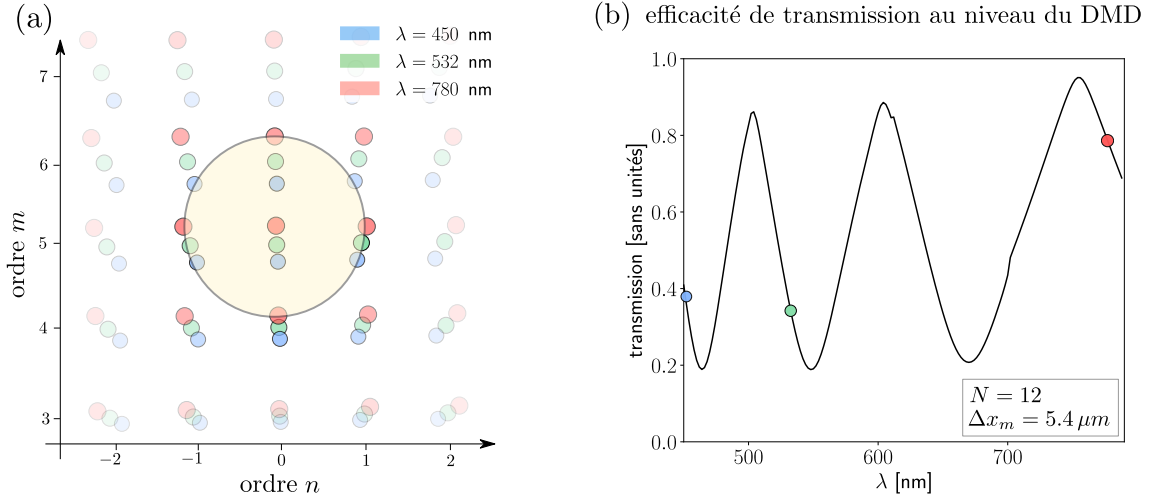 (a)
λ = 450 nm
λ = 532 nm
λ = 780 nm
7
6
5
4
3
ordre m
−2
−1
0
1
2
ordre n
(b) efficacité de transmission au niveau du DMD
1.0
0.8
0.6
0.4
0.2
0.0
transmission [sans unités]
N = 12
Δxₘ = 5.4 μm
500
600
700
λ [nm]